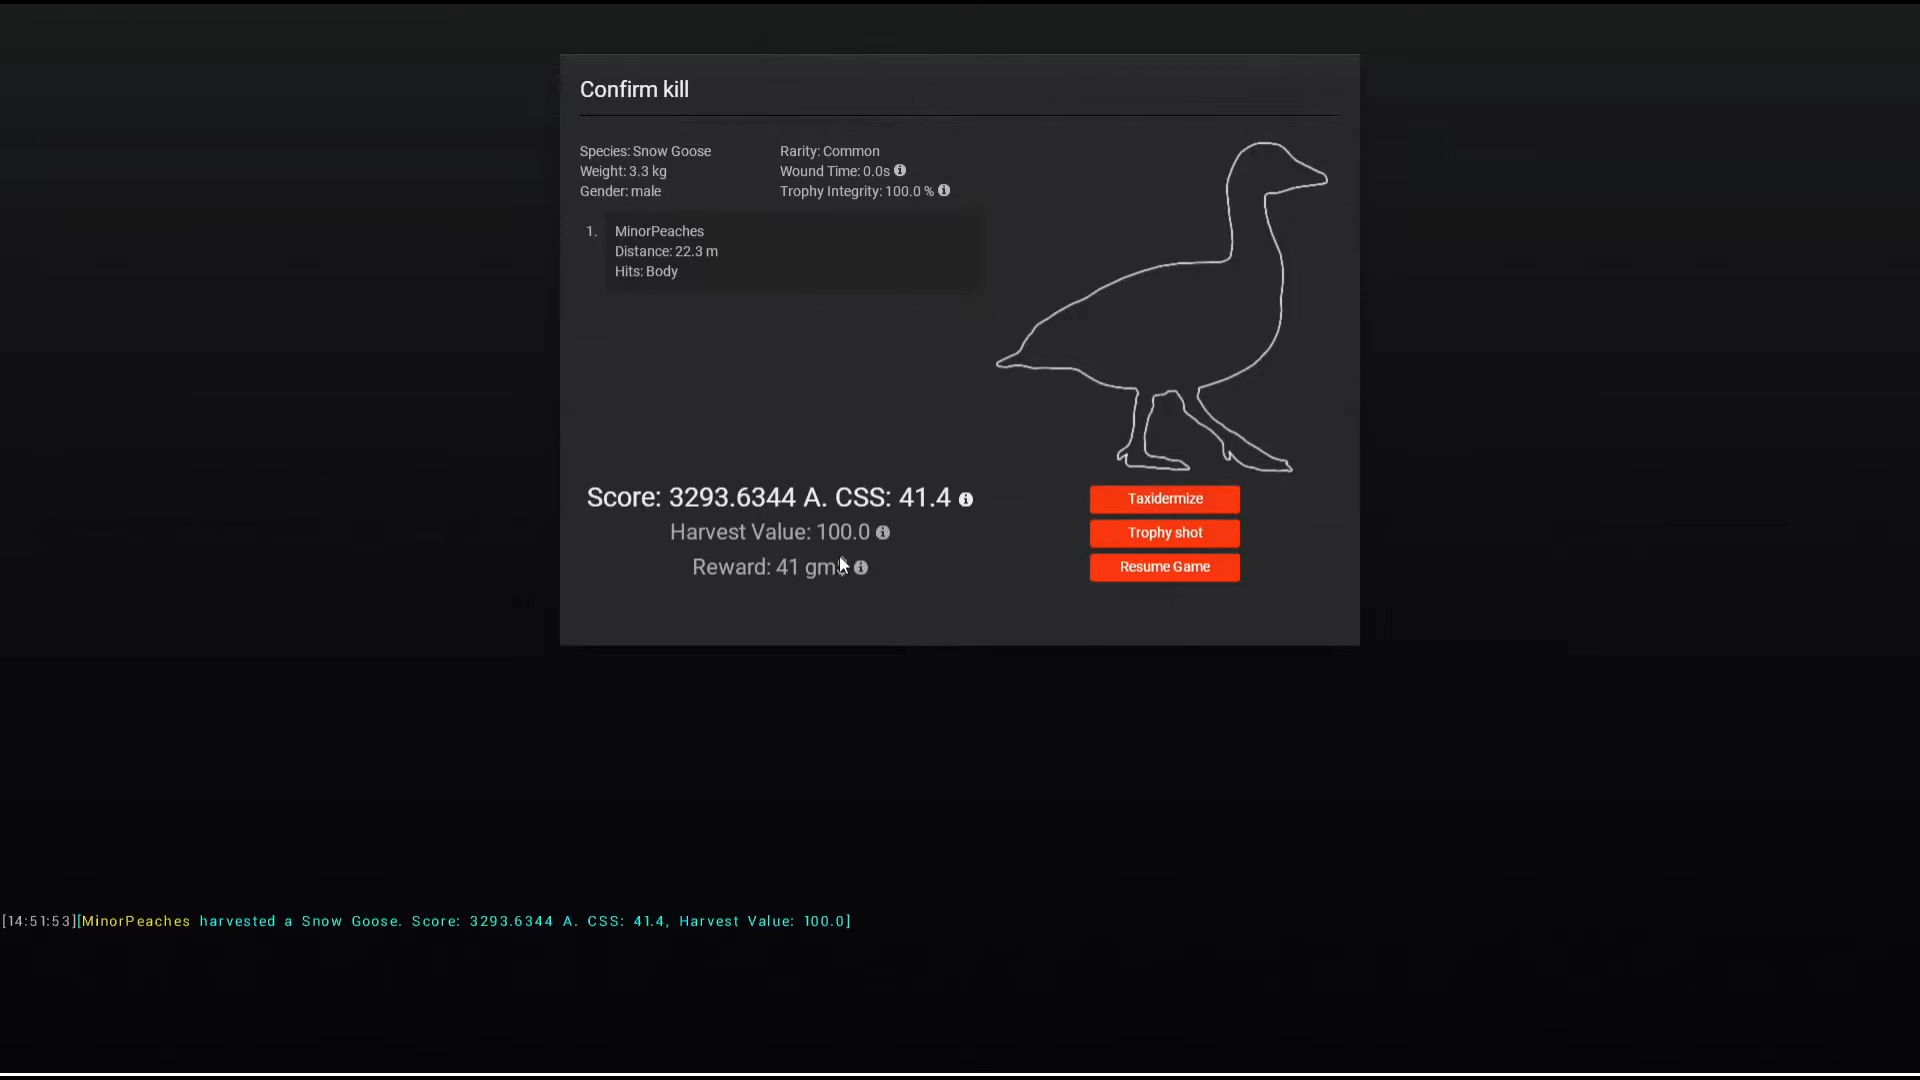 Confirm kill
Species: Snow Goose
Weight: 3.3 kg
Gender: male
Rarity: Common
Wound Time: 0.0s
Trophy Integrity: 100.0 %
1. MinorPeaches
Distance: 22.3 m
Hits: Body
Score: 3293.6344 A. CSS: 41.4
Harvest Value: 100.0
Reward: 41 gm$
Taxidermize
Trophy shot
Resume Game
[14:51:53][MinorPeaches harvested a Snow Goose. Score: 3293.6344 A. CSS: 41.4, Harvest Value: 100.0]